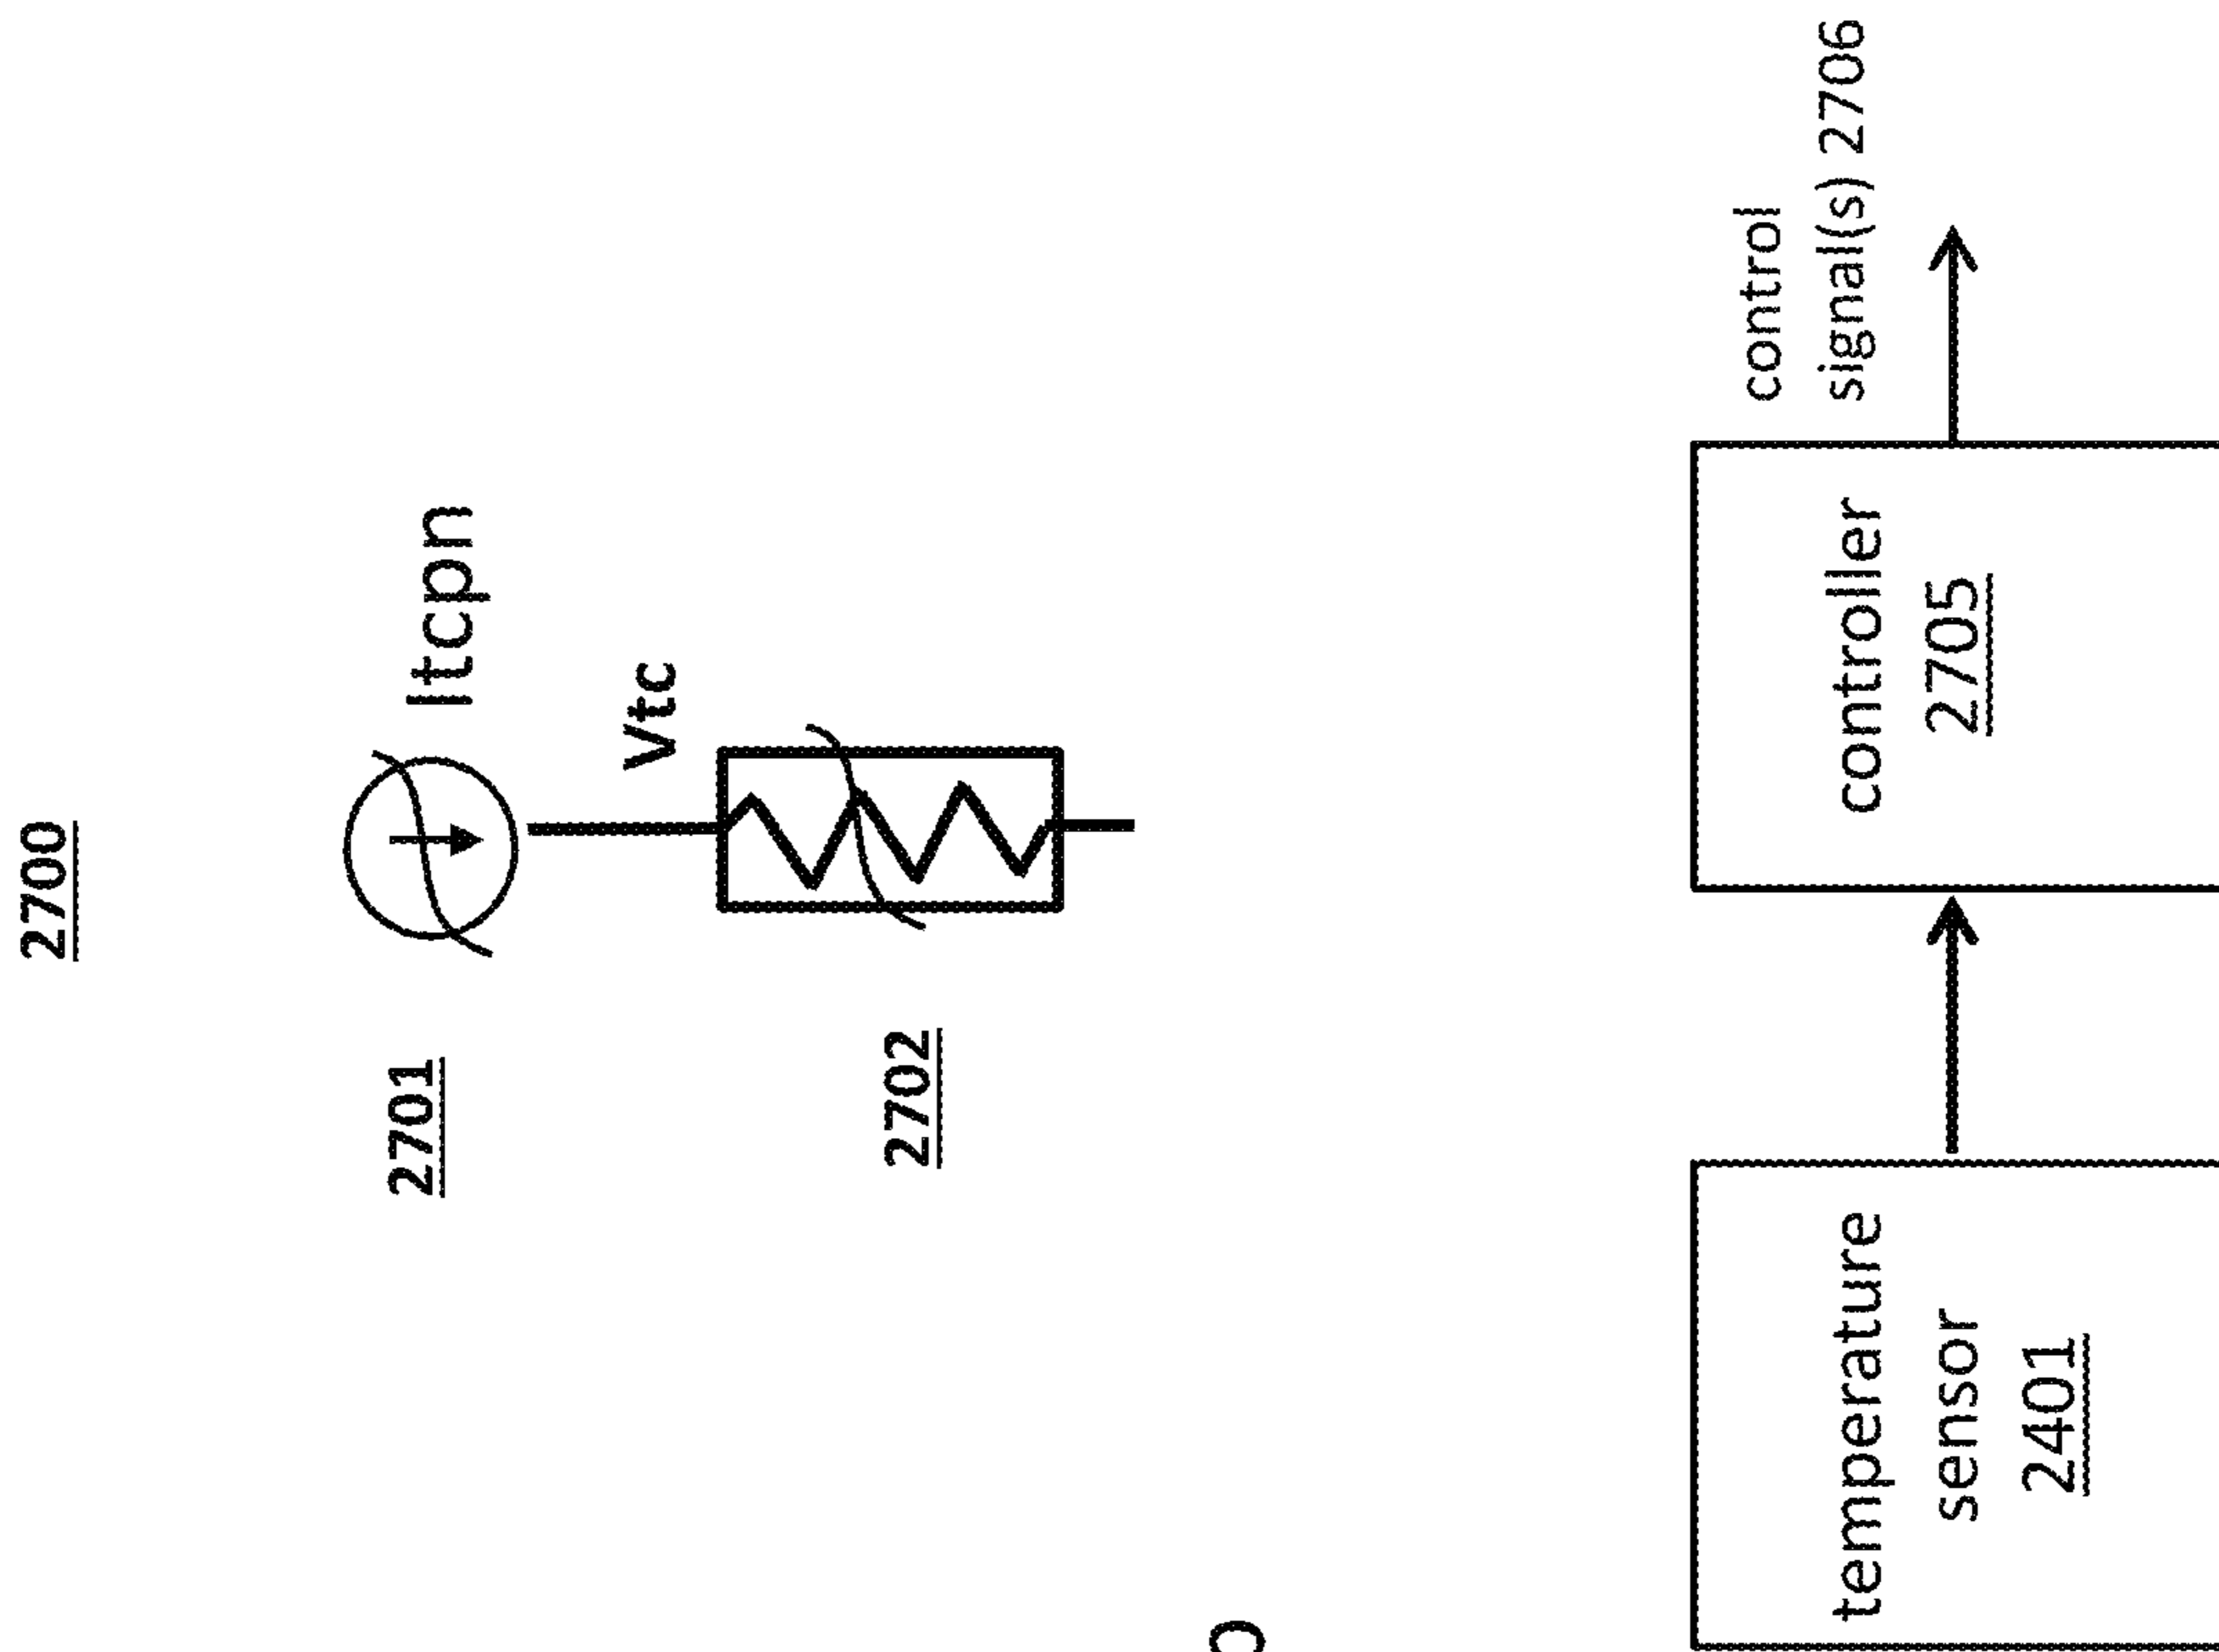 2700
2701
Itcpn
Vtc
2702
temperature
sensor
2401
controller
2705
control
signal(s) 2706